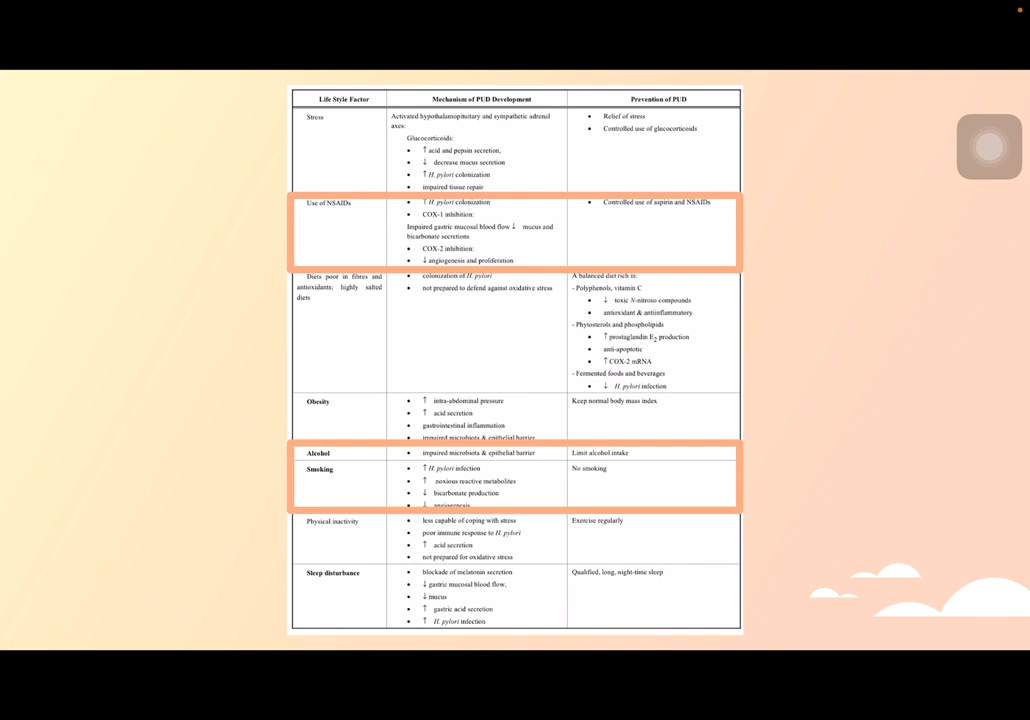 Life Style Factor Mechanism of PUD Development Prevention of PUD
Stress
Activated hypothalamopituitary and sympathetic adrenal
axes:
Glucocorticoids:
• ↑ acid and pepsin secretion,
• ↓ decrease mucus secretion
• ↑ H. pylori colonization
• impaired tissue repair
• Relief of stress
• Controlled use of glucocorticoids
Use of NSAIDs
• ↑ H. pylori colonization
• COX-1 inhibition:
Impaired gastric mucosal blood flow ↓ mucus and
bicarbonate secretions
• COX-2 inhibition:
• ↓ angiogenesis and proliferation
• Controlled use of aspirin and NSAIDs
Diets poor in fibres and
antioxidants; highly salted
diets
• colonization of H. pylori
• not prepared to defend against oxidative stress
A balanced diet rich in:
- Polyphenols, vitamin C
• ↓ toxic N-nitroso compounds
• antioxidant & antiinflammatory
- Phytosterols and phospholipids
• ↑ prostaglandin E2 production
• anti-apoptotic
• ↑ COX-2 mRNA
- Fermented foods and beverages
• ↓ H. pylori infection
Obesity
• ↑ intra-abdominal pressure
• ↑ acid secretion
• gastrointestinal inflammation
• impaired microbiota & epithelial barrier
Keep normal body mass index
Alcohol
• impaired microbiota & epithelial barrier
Limit alcohol intake
Smoking
• ↑ H. pylori infection
• ↑ noxious reactive metabolites
• ↓ bicarbonate production
• ↓ angiogenesis
No smoking
Physical inactivity
• less capable of coping with stress
• poor immune response to H. pylori
• ↑ acid secretion
• not prepared for oxidative stress
Exercise regularly
Sleep disturbance
• blockade of melatonin secretion
• ↓ gastric mucosal blood flow,
• ↓ mucus
• ↑ gastric acid secretion
• ↑ H. pylori infection
Qualified, long, night-time sleep